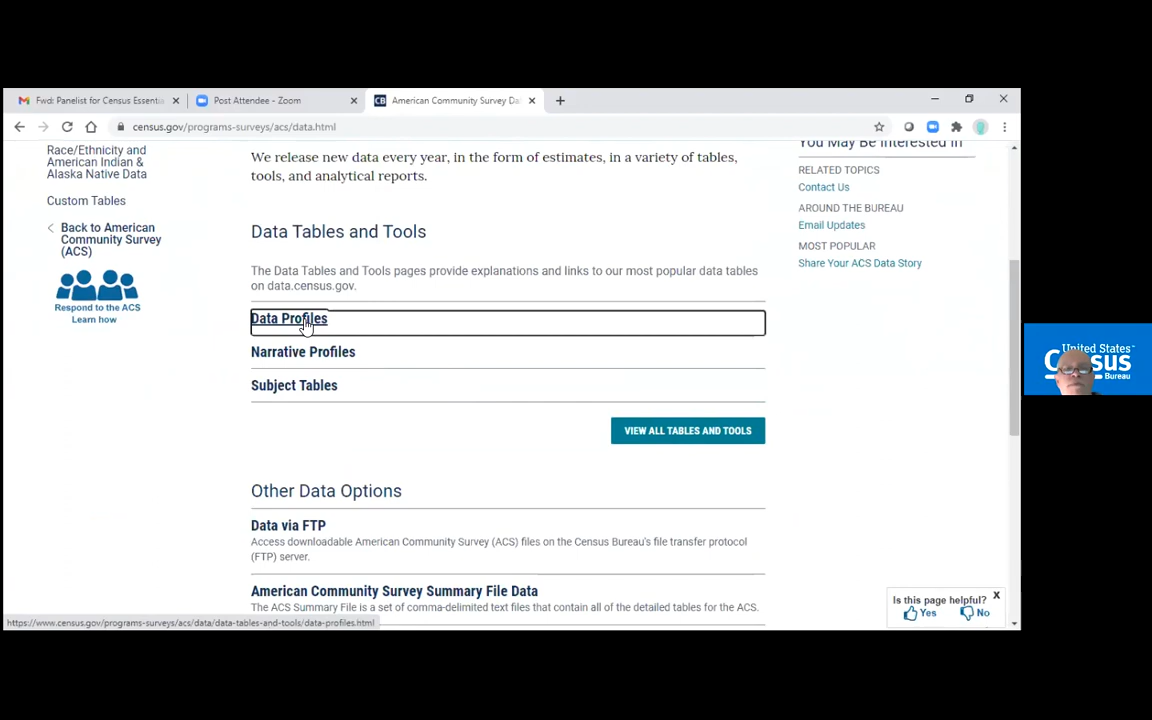 Fwd: Panelist for Census Essentia
Post Attendee - Zoom
American Community Survey Da
census.gov/programs-surveys/acs/data.html
Race/Ethnicity and
American Indian &
Alaska Native Data
Custom Tables
Back to American
Community Survey
(ACS)
Respond to the ACS
Learn how
We release new data every year, in the form of estimates, in a variety of tables,
tools, and analytical reports.
Data Tables and Tools
The Data Tables and Tools pages provide explanations and links to our most popular data tables
on data.census.gov.
Data Profiles
Narrative Profiles
Subject Tables
VIEW ALL TABLES AND TOOLS
Other Data Options
Data via FTP
Access downloadable American Community Survey (ACS) files on the Census Bureau's file transfer protocol
(FTP) server.
American Community Survey Summary File Data
The ACS Summary File is a set of comma-delimited text files that contain all of the detailed tables for the ACS.
You May Be Interested In
RELATED TOPICS
Contact Us
AROUND THE BUREAU
Email Updates
MOST POPULAR
Share Your ACS Data Story
Is this page helpful?
X
Yes
No
https://www.census.gov/programs-surveys/acs/data/data-tables-and-tools/data-profiles.html
United States
Bureau